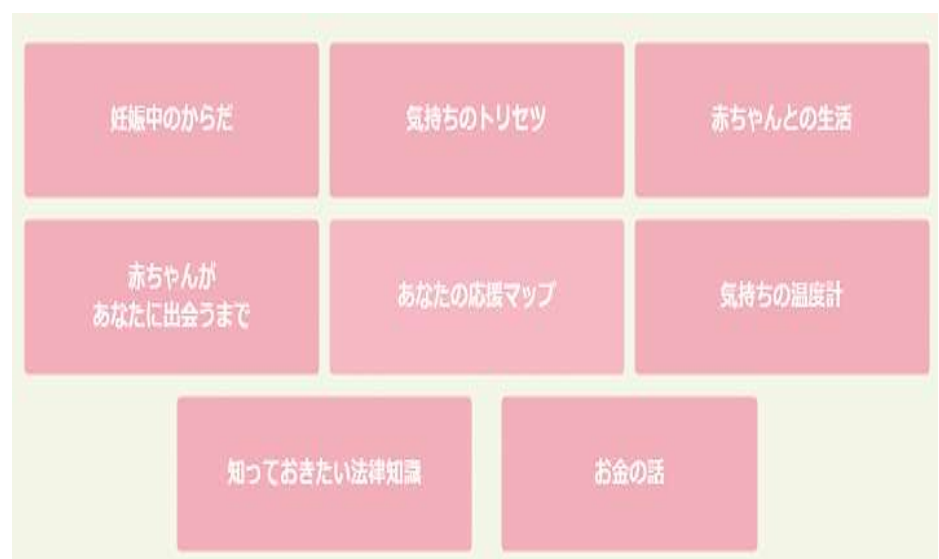 妊娠中のからだ
気持ちのトリセツ
赤ちゃんとの生活
赤ちゃんが
あなたに出会うまで
あなたの応援マップ
気持ちの温度計
知っておきたい法律知識
お金の話